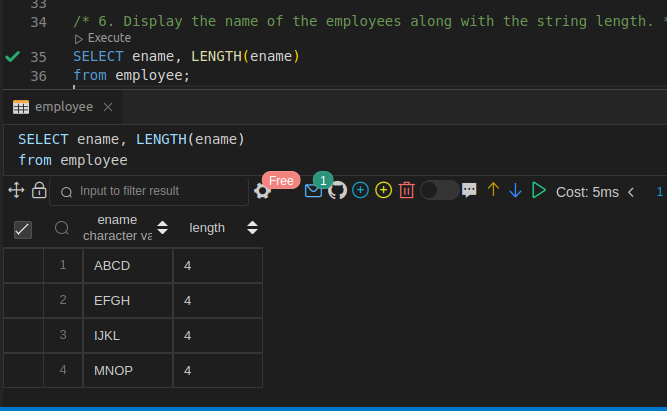 33
34 /* 6. Display the name of the employees along with the string length.
Execute
35 SELECT ename, LENGTH(ename)
36 from employee;
employee
SELECT ename, LENGTH(ename)
from employee
Input to filter result
Free
1
Cost: 5ms
1
ename
character va
length
1 ABCD 4
2 EFGH 4
3 IJKL 4
4 MNOP 4